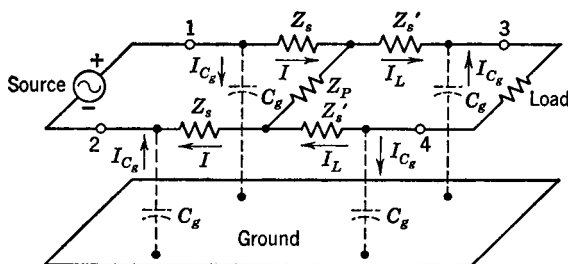 1
Z_s
Z_s'
3
+
Source
−
I_{C_g}
C_g
I
Z_P
I_L
I_{C_g}
C_g
Load
Z_s
Z_s'
2
I_{C_g}
I
I_L
4
I_{C_g}
C_g
C_g
Ground